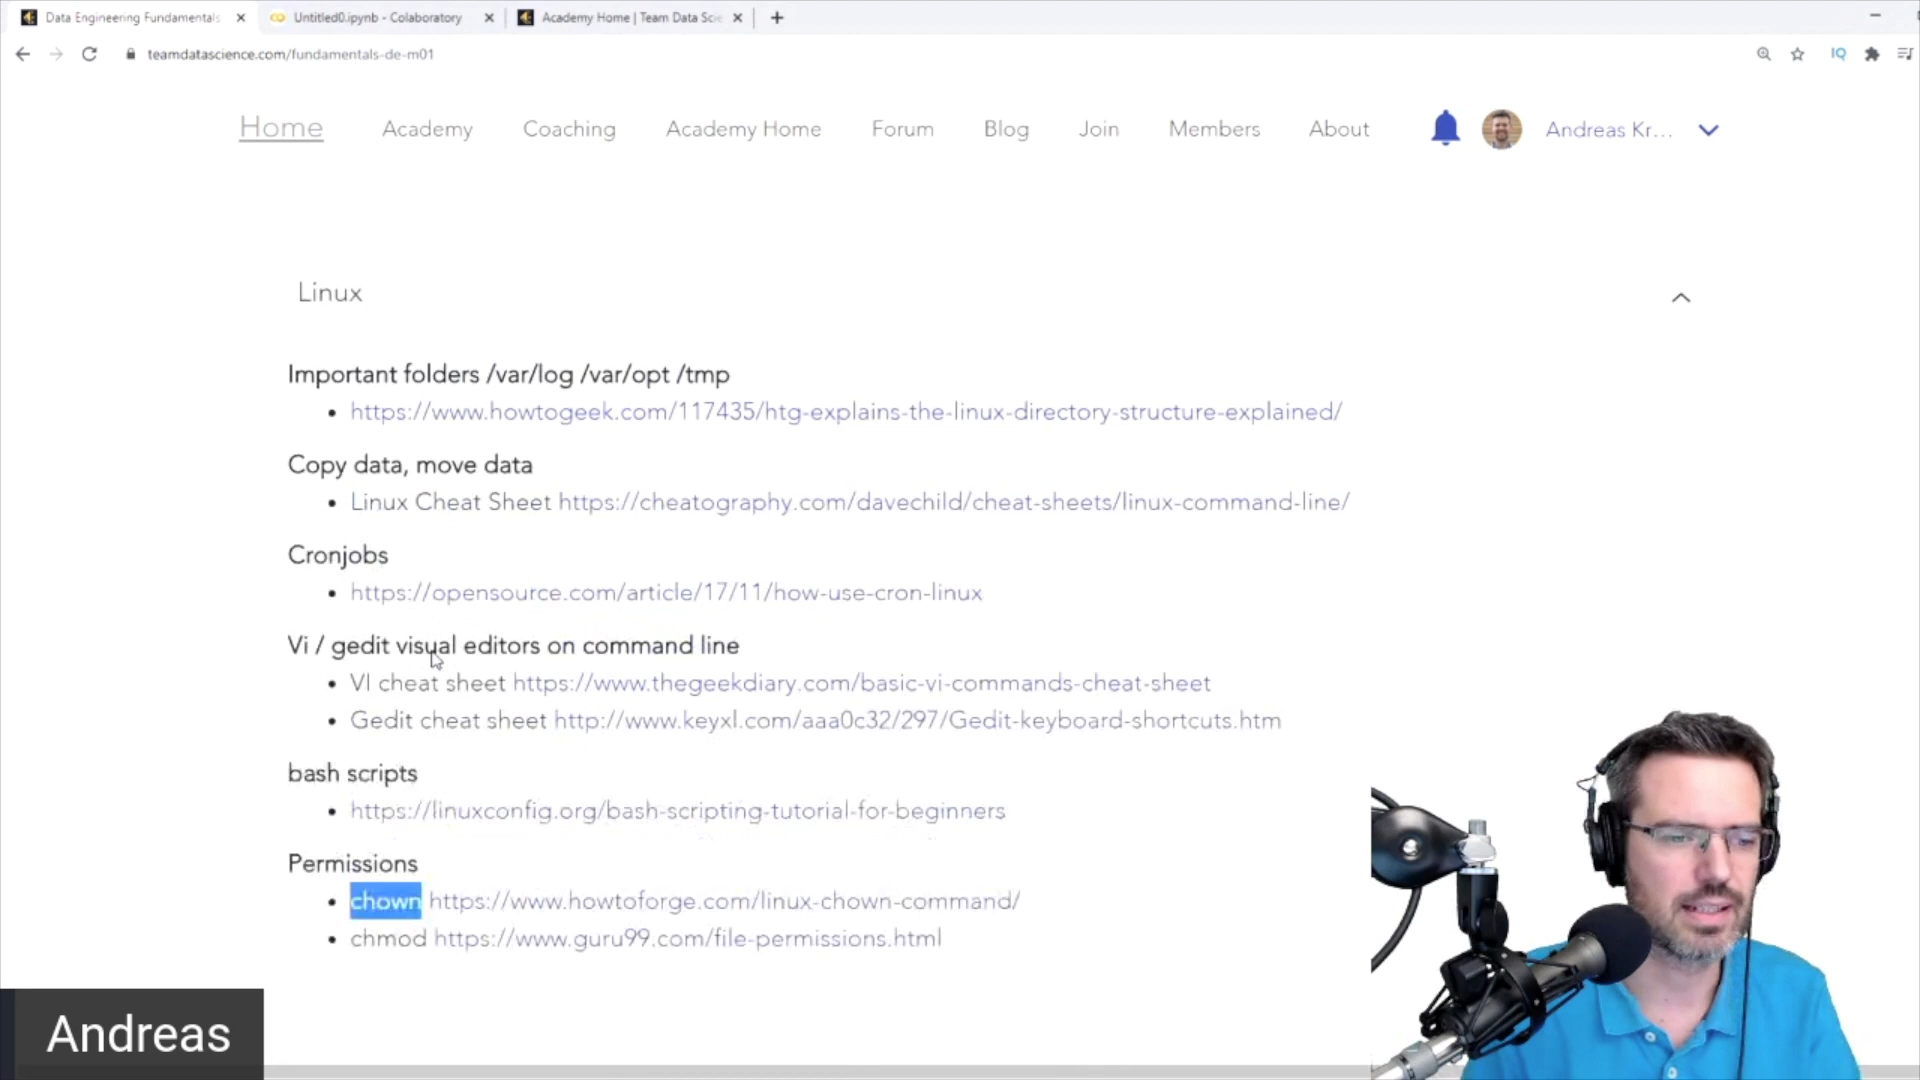 Data Engineering Fundamentals
Untitled0.ipynb - Colaboratory
Academy Home | Team Data Scie
teamdatascience.com/fundamentals-de-m01
IQ
Home Academy Coaching Academy Home Forum Blog Join Members About Andreas Kr...
Linux
Important folders /var/log /var/opt /tmp
https://www.howtogeek.com/117435/htg-explains-the-linux-directory-structure-explained/
Copy data, move data
Linux Cheat Sheet https://cheatography.com/davechild/cheat-sheets/linux-command-line/
Cronjobs
https://opensource.com/article/17/11/how-use-cron-linux
Vi / gedit visual editors on command line
VI cheat sheet https://www.thegeekdiary.com/basic-vi-commands-cheat-sheet
Gedit cheat sheet http://www.keyxl.com/aaa0c32/297/Gedit-keyboard-shortcuts.htm
bash scripts
https://linuxconfig.org/bash-scripting-tutorial-for-beginners
Permissions
chown https://www.howtoforge.com/linux-chown-command/
chmod https://www.guru99.com/file-permissions.html
Andreas